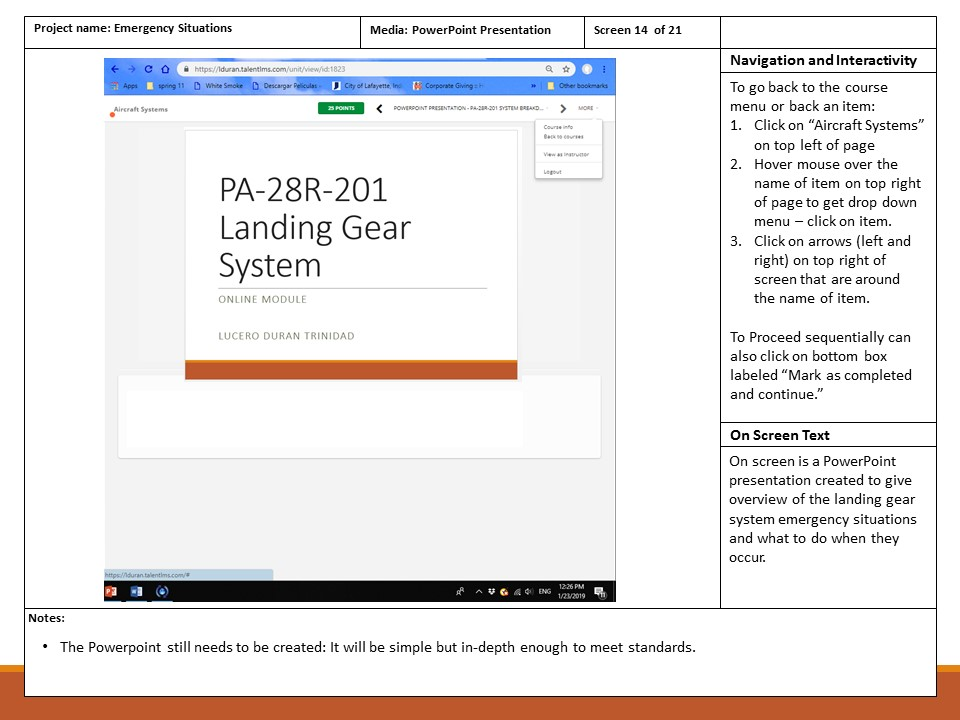 Project name: Emergency Situations
Media: PowerPoint Presentation
Screen 14 of 21
https://lduran.talentlms.com/unit/view/id:1823
Apps
spring 11
White Smoke
Descargar Peliculas
City of Lafayette, Ind
Corporate Giving
»
Other bookmarks
Aircraft Systems
25 POINTS
POWERPOINT PRESENTATION - PA-28R-201 SYSTEM BREAKD...
MORE
Course info
Back to courses
View as Instructor
Logout
PA-28R-201
Landing Gear
System
ONLINE MODULE
LUCERO DURAN TRINIDAD
https://lduran.talentlms.com/#
ENG
12:26 PM
1/23/2019
Navigation and Interactivity
To go back to the course
menu or back an item:
1. Click on “Aircraft Systems”
on top left of page
2. Hover mouse over the
name of item on top right
of page to get drop down
menu – click on item.
3. Click on arrows (left and
right) on top right of
screen that are around
the name of item.
To Proceed sequentially can
also click on bottom box
labeled “Mark as completed
and continue.”
On Screen Text
On screen is a PowerPoint
presentation created to give
overview of the landing gear
system emergency situations
and what to do when they
occur.
Notes:
• The Powerpoint still needs to be created: It will be simple but in-depth enough to meet standards.